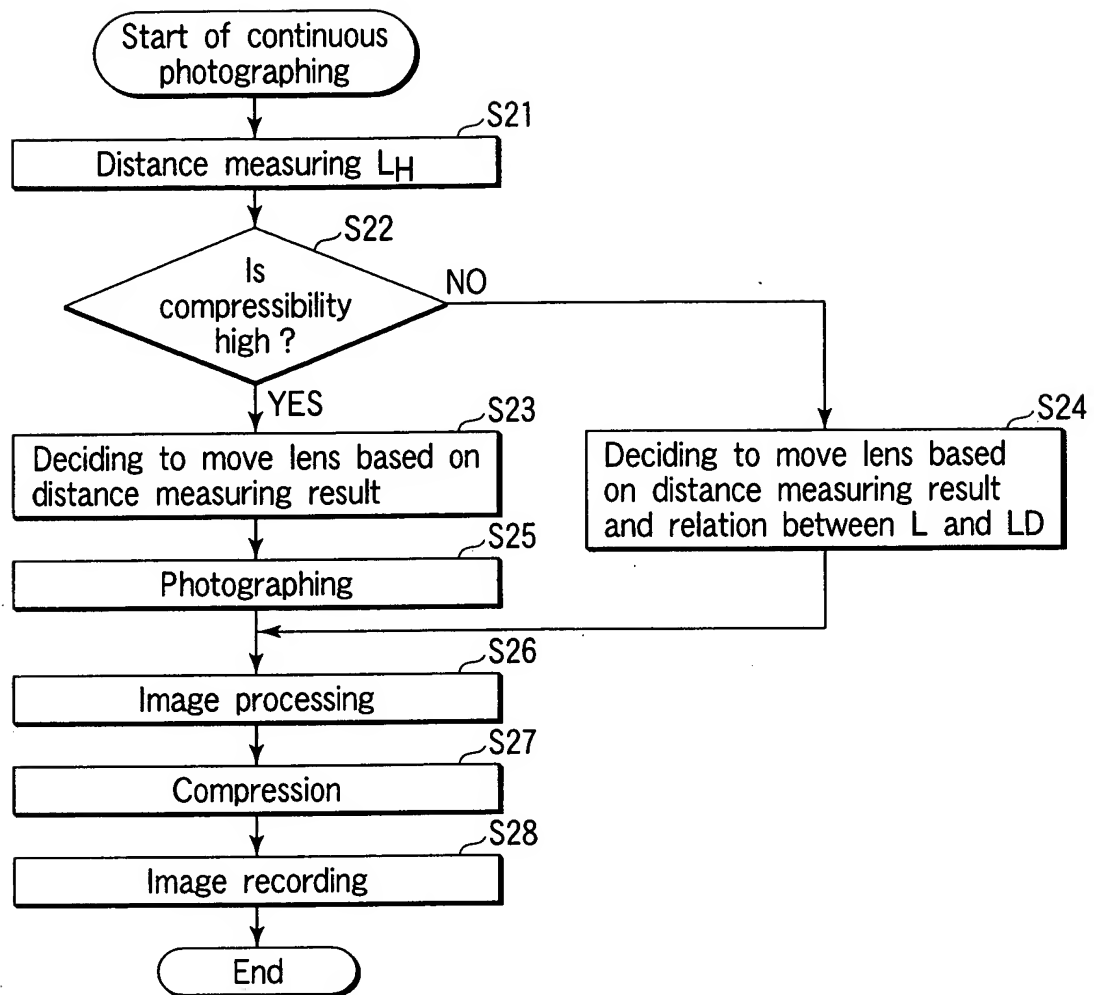 Start of continuous
photographing
S21
Distance measuring LH
S22
Is
compressibility
high ?
NO
YES
S23
Deciding to move lens based on
distance measuring result
S24
Deciding to move lens based
on distance measuring result
and relation between L and LD
S25
Photographing
S26
Image processing
S27
Compression
S28
Image recording
End